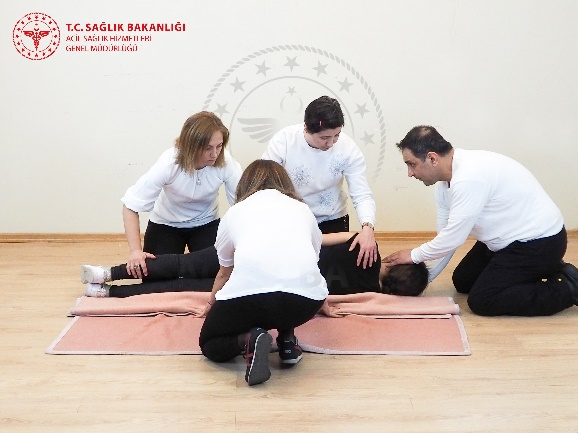 T.C. SAĞLIK BAKANLIĞI
ACİL SAĞLIK HİZMETLERİ
GENEL MÜDÜRLÜĞÜ